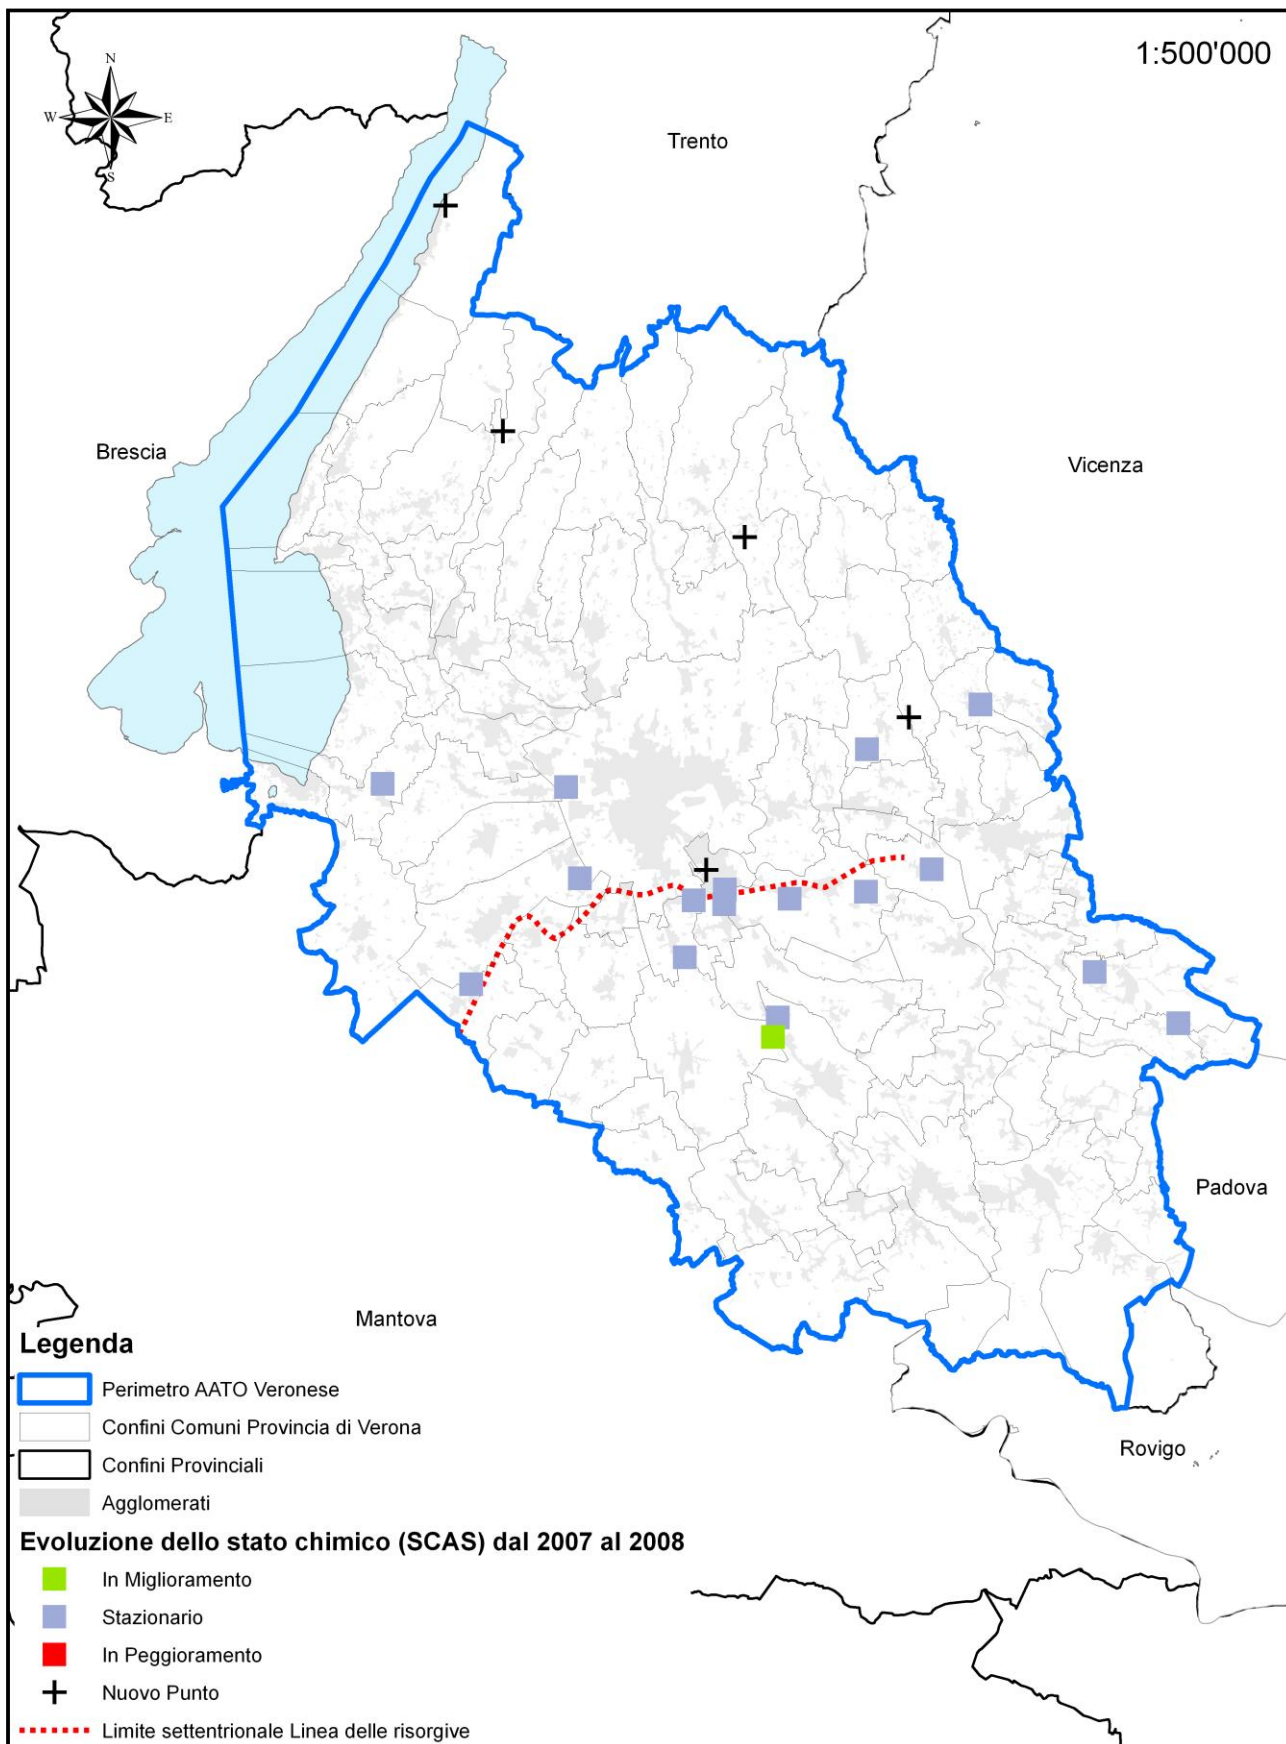 1:500'000
N
W
E
S
Trento
Brescia
Vicenza
Padova
Mantova
Rovigo
Legenda
Perimetro AATO Veronese
Confini Comuni Provincia di Verona
Confini Provinciali
Agglomerati
Evoluzione dello stato chimico (SCAS) dal 2007 al 2008
In Miglioramento
Stazionario
In Peggioramento
Nuovo Punto
Limite settentrionale Linea delle risorgive